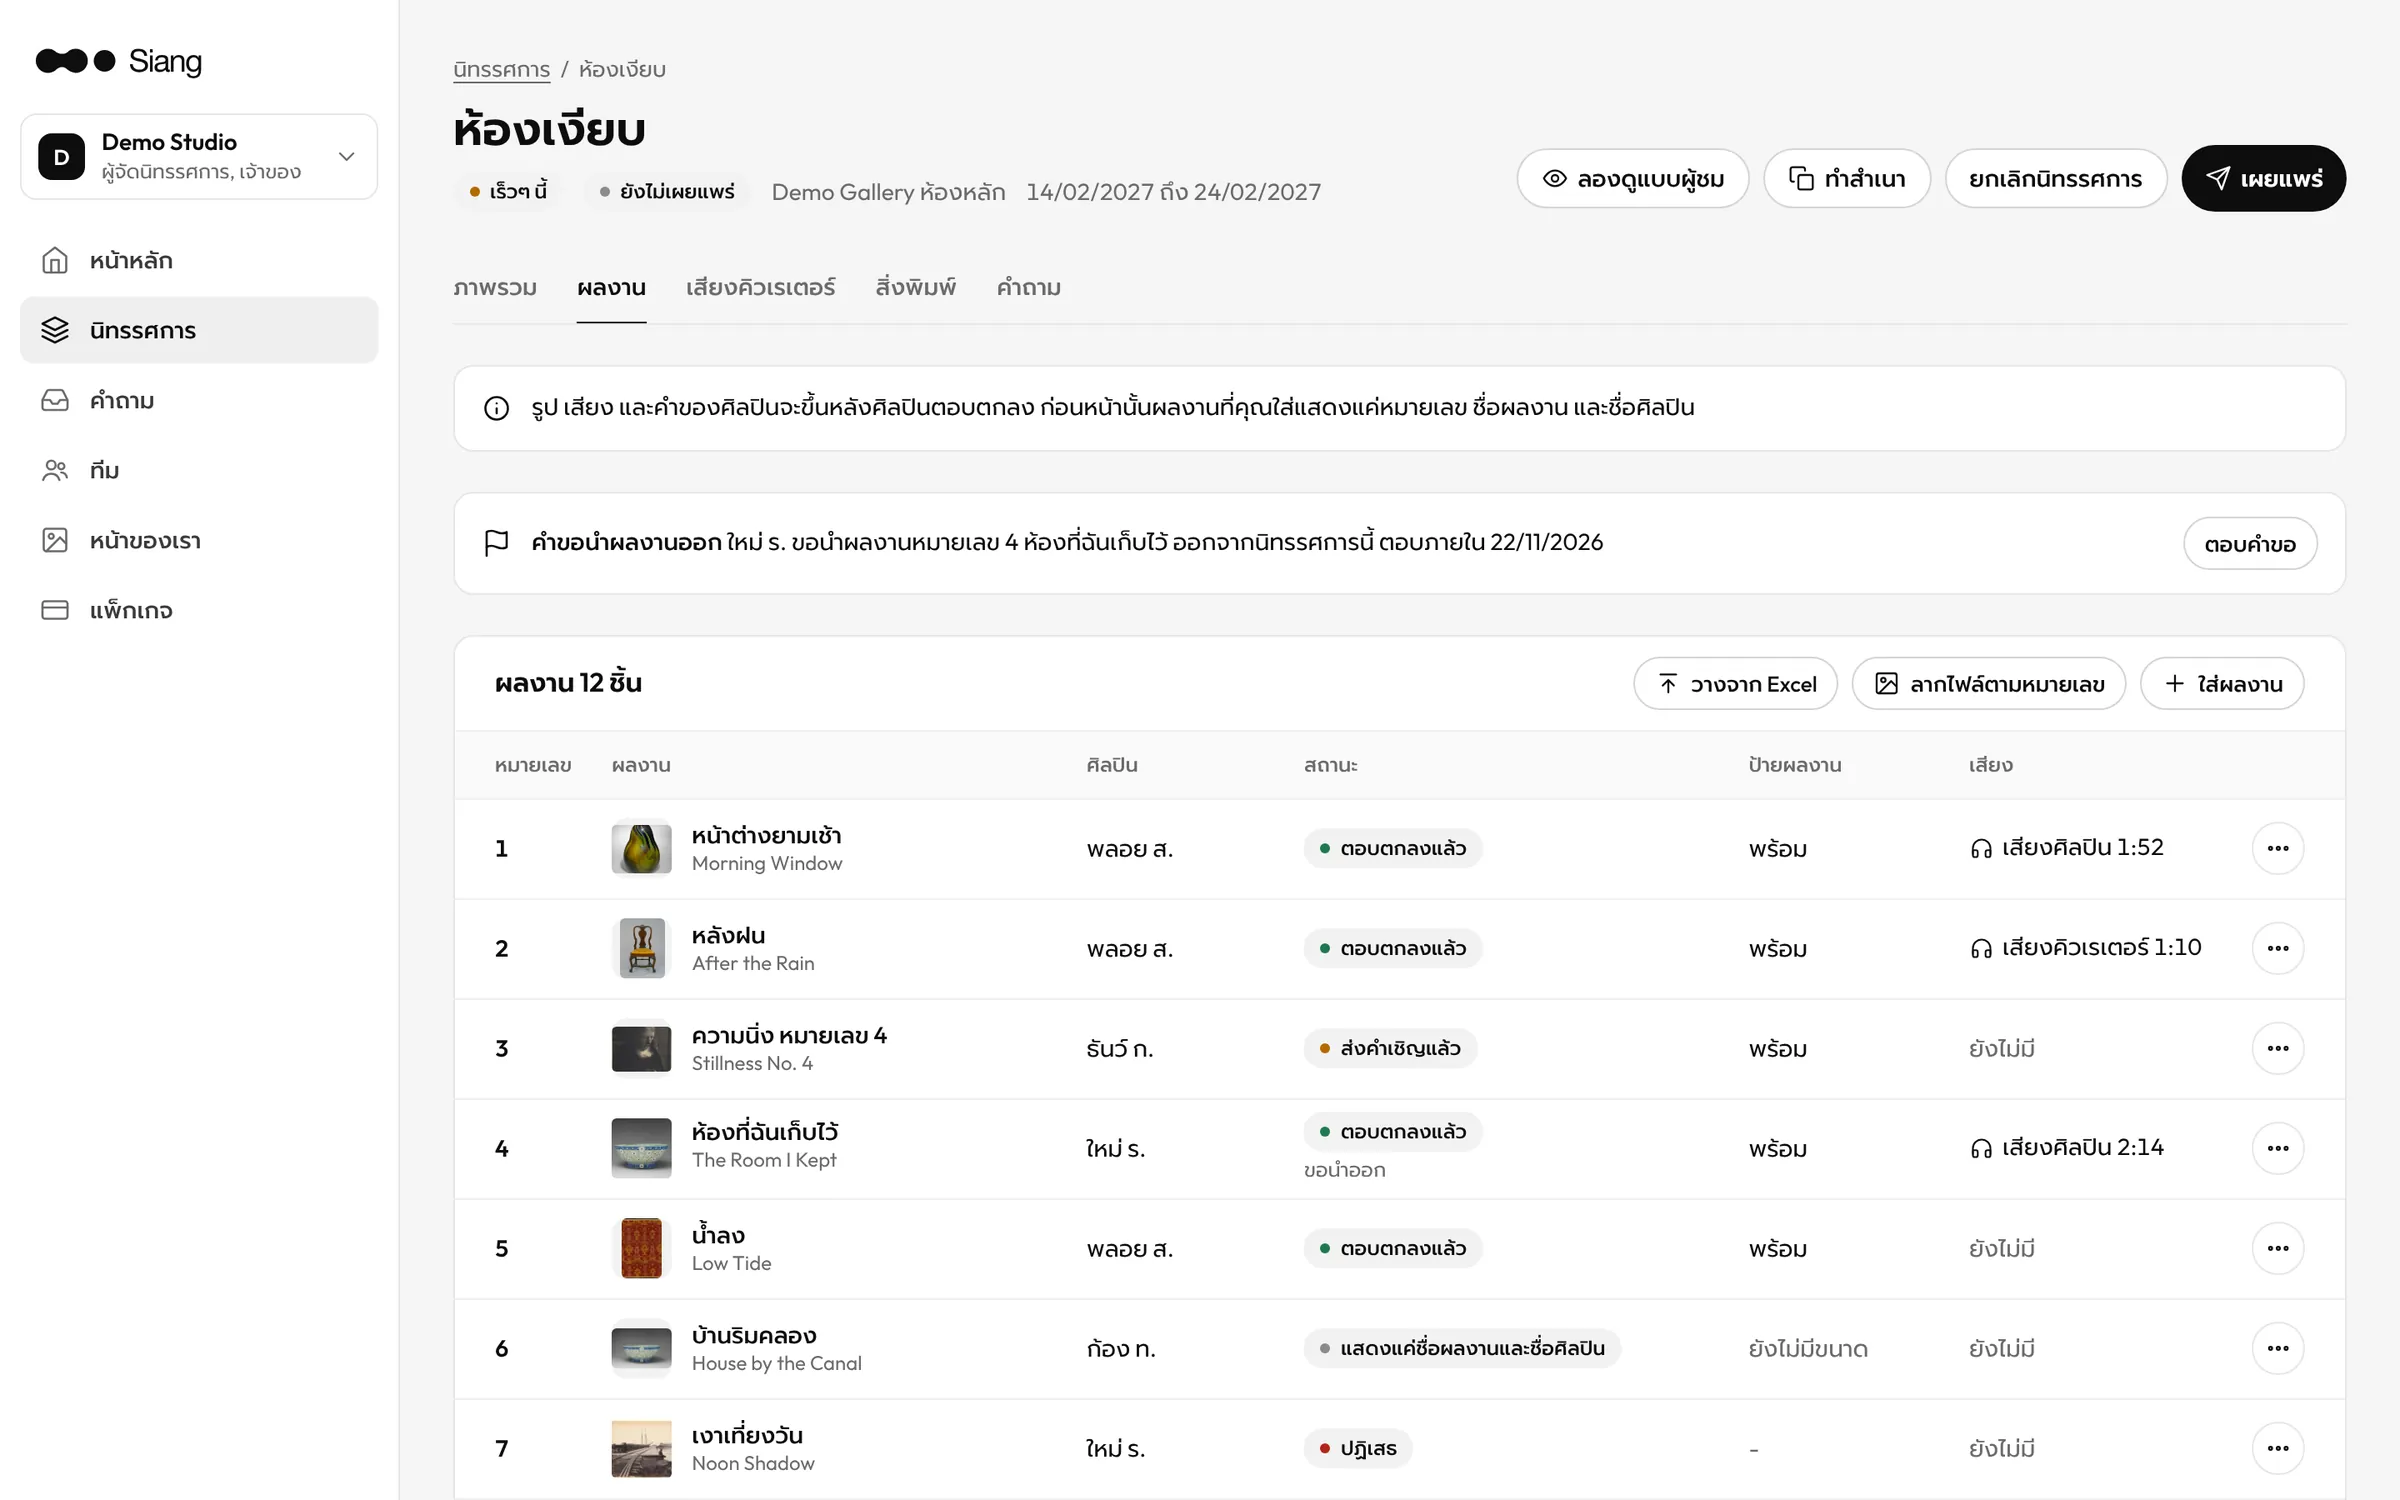 Siang
D
Demo Studio
ผู้จัดนิทรรศการ, เจ้าของ
หน้าหลัก
นิทรรศการ
คำถาม
ทีม
หน้าของเรา
แพ็กเกจ
นิทรรศการ / ห้องเงียบ
ห้องเงียบ
เร็วๆ นี้ ยังไม่เผยแพร่ Demo Gallery ห้องหลัก 14/02/2027 ถึง 24/02/2027
ลองดูแบบผู้ชม ทำสำเนา ยกเลิกนิทรรศการ เผยแพร่
ภาพรวม ผลงาน เสียงคิวเรเตอร์ สิ่งพิมพ์ คำถาม
รูป เสียง และคำของศิลปินจะขึ้นหลังศิลปินตอบตกลง ก่อนหน้านั้นผลงานที่คุณใส่แสดงแค่หมายเลข ชื่อผลงาน และชื่อศิลปิน
คำขอนำผลงานออก ใหม่ ร. ขอนำผลงานหมายเลข 4 ห้องที่ฉันเก็บไว้ ออกจากนิทรรศการนี้ ตอบภายใน 22/11/2026 ตอบคำขอ
ผลงาน 12 ชิ้น วางจาก Excel ลากไฟล์ตามหมายเลข ใส่ผลงาน
หมายเลข ผลงาน ศิลปิน สถานะ ป้ายผลงาน เสียง
1 หน้าต่างยามเช้า พลอย ส. ตอบตกลงแล้ว พร้อม เสียงศิลปิน 1:52
Morning Window
2 หลังฝน พลอย ส. ตอบตกลงแล้ว พร้อม เสียงคิวเรเตอร์ 1:10
After the Rain
3 ความนิ่ง หมายเลข 4 ธันว์ ก. ส่งคำเชิญแล้ว พร้อม ยังไม่มี
Stillness No. 4
4 ห้องที่ฉันเก็บไว้ ใหม่ ร. ตอบตกลงแล้ว พร้อม เสียงศิลปิน 2:14
The Room I Kept ขอนำออก
5 น้ำลง พลอย ส. ตอบตกลงแล้ว พร้อม ยังไม่มี
Low Tide
6 บ้านริมคลอง ก้อง ท. แสดงแค่ชื่อผลงานและชื่อศิลปิน ยังไม่มีขนาด ยังไม่มี
House by the Canal
7 เงาเที่ยงวัน ใหม่ ร. ปฏิเสธ - ยังไม่มี
Noon Shadow